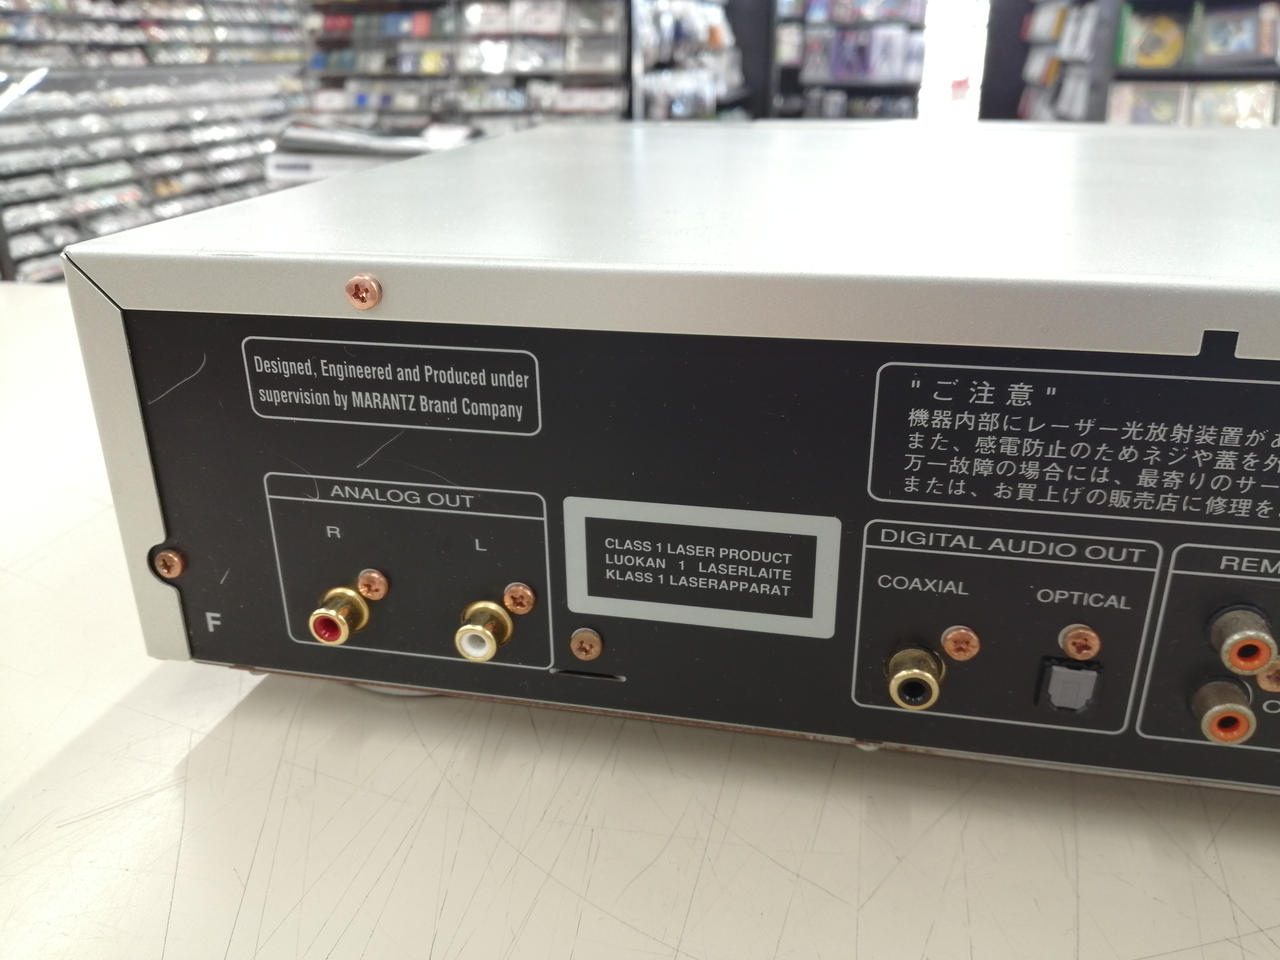 Designed, Engineered and Produced under
supervision by MARANTZ Brand Company
" ご 注 意 "
機器内部にレーザー光放射装置があ
また、感電防止のためネジや蓋を外
万一故障の場合には、最寄りのサー
または、お買上げの販売店に修理を
ANALOG OUT
R L
CLASS 1 LASER PRODUCT
LUOKAN 1 LASERLAITE
KLASS 1 LASERAPPARAT
DIGITAL AUDIO OUT
COAXIAL OPTICAL
REM
F